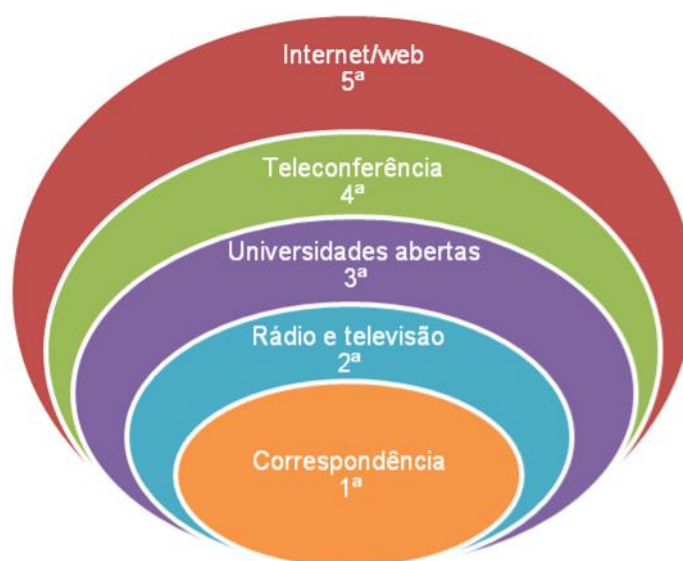 Internet/web
5ª
Teleconferência
4ª
Universidades abertas
3ª
Rádio e televisão
2ª
Correspondência
1ª